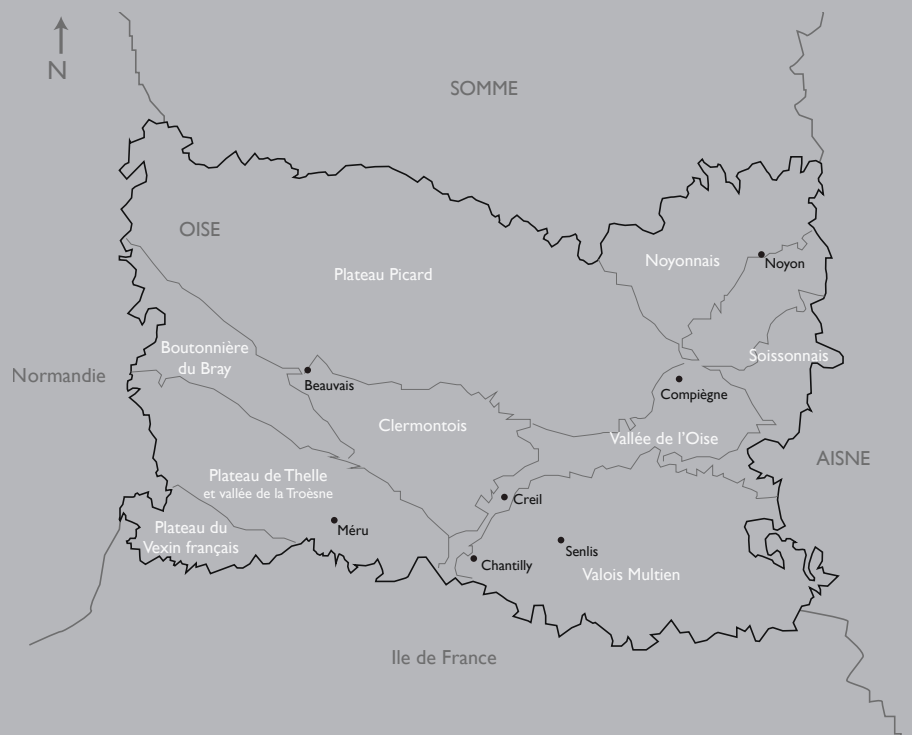 N
SOMME
OISE
Plateau Picard
Noyonnais
Noyon
Boutonnière
du Bray
Soissonnais
Normandie
Beauvais
Compiègne
Clermontois
Vallée de l'Oise
AISNE
Plateau de Thelle
et vallée de la Troësne
Creil
Plateau du
Vexin français
Méru
Senlis
Chantilly
Valois Multien
Ile de France